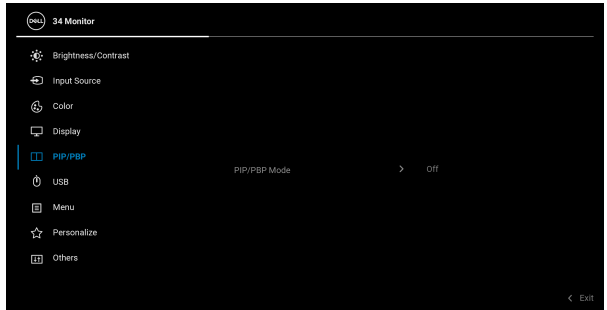 DELL 34 Monitor
Brightness/Contrast
Input Source
Color
Display
PIP/PBP
USB
Menu
Personalize
Others
PIP/PBP Mode Off
Exit